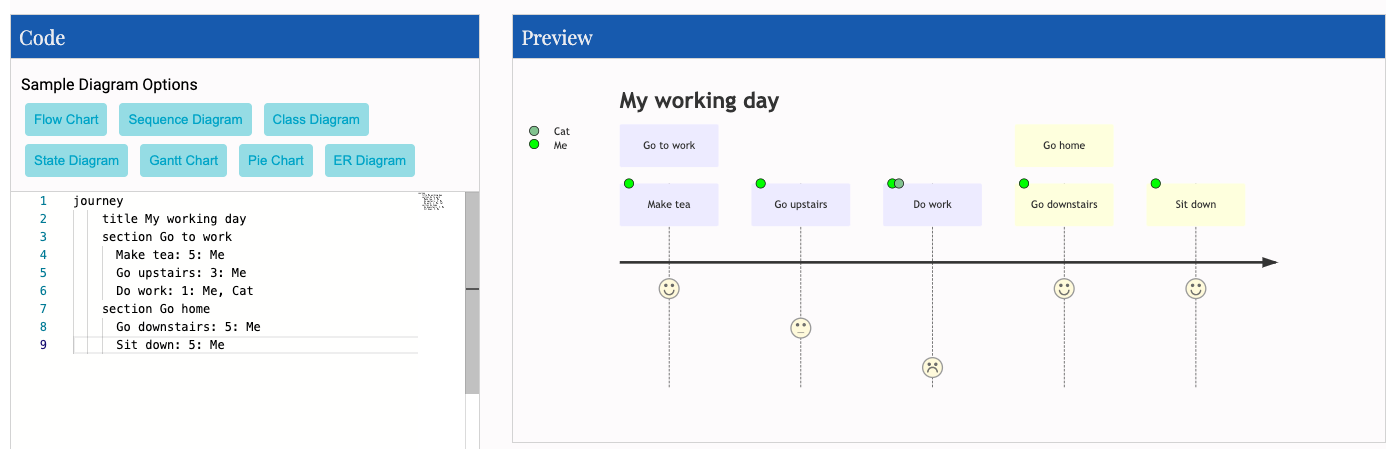 Code
Sample Diagram Options
Flow Chart Sequence Diagram Class Diagram
State Diagram Gantt Chart Pie Chart ER Diagram
1 journey
2 title My working day
3 section Go to work
4 Make tea: 5: Me
5 Go upstairs: 3: Me
6 Do work: 1: Me, Cat
7 section Go home
8 Go downstairs: 5: Me
9 Sit down: 5: Me
Preview
My working day
Cat
Me
Go to work Go home
Make tea Go upstairs Do work Go downstairs Sit down